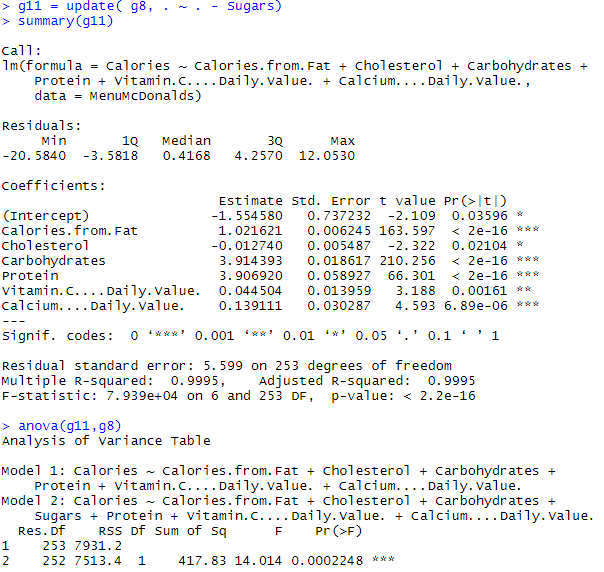 > g11 = update( g8, . ~ . - Sugars)
> summary(g11)
Call:
lm(formula = Calories ~ Calories.from.Fat + Cholesterol + Carbohydrates +
    Protein + Vitamin.C....Daily.Value. + Calcium....Daily.Value.,
    data = MenuMcDonalds)
Residuals:
     Min       1Q   Median       3Q      Max
-20.5840  -3.5818   0.4168   4.2570  12.0530
Coefficients:
                           Estimate Std. Error t value Pr(>|t|)
(Intercept)               -1.554580   0.737232  -2.109  0.03596 *
Calories.from.Fat          1.021621   0.006245 163.597  < 2e-16 ***
Cholesterol               -0.012740   0.005487  -2.322  0.02104 *
Carbohydrates              3.914393   0.018617 210.256  < 2e-16 ***
Protein                    3.906920   0.058927  66.301  < 2e-16 ***
Vitamin.C....Daily.Value.  0.044504   0.013959   3.188  0.00161 **
Calcium....Daily.Value.    0.139111   0.030287   4.593 6.89e-06 ***
---
Signif. codes:  0 ‘***’ 0.001 ‘**’ 0.01 ‘*’ 0.05 ‘.’ 0.1 ‘ ’ 1
Residual standard error: 5.599 on 253 degrees of freedom
Multiple R-squared:  0.9995,    Adjusted R-squared:  0.9995
F-statistic: 7.939e+04 on 6 and 253 DF,  p-value: < 2.2e-16
> anova(g11,g8)
Analysis of Variance Table
Model 1: Calories ~ Calories.from.Fat + Cholesterol + Carbohydrates +
    Protein + Vitamin.C....Daily.Value. + Calcium....Daily.Value.
Model 2: Calories ~ Calories.from.Fat + Cholesterol + Carbohydrates +
    Sugars + Protein + Vitamin.C....Daily.Value. + Calcium....Daily.Value.
  Res.Df    RSS Df Sum of Sq      F    Pr(>F)
1    253 7931.2
2    252 7513.4  1    417.83 14.014 0.0002248 ***